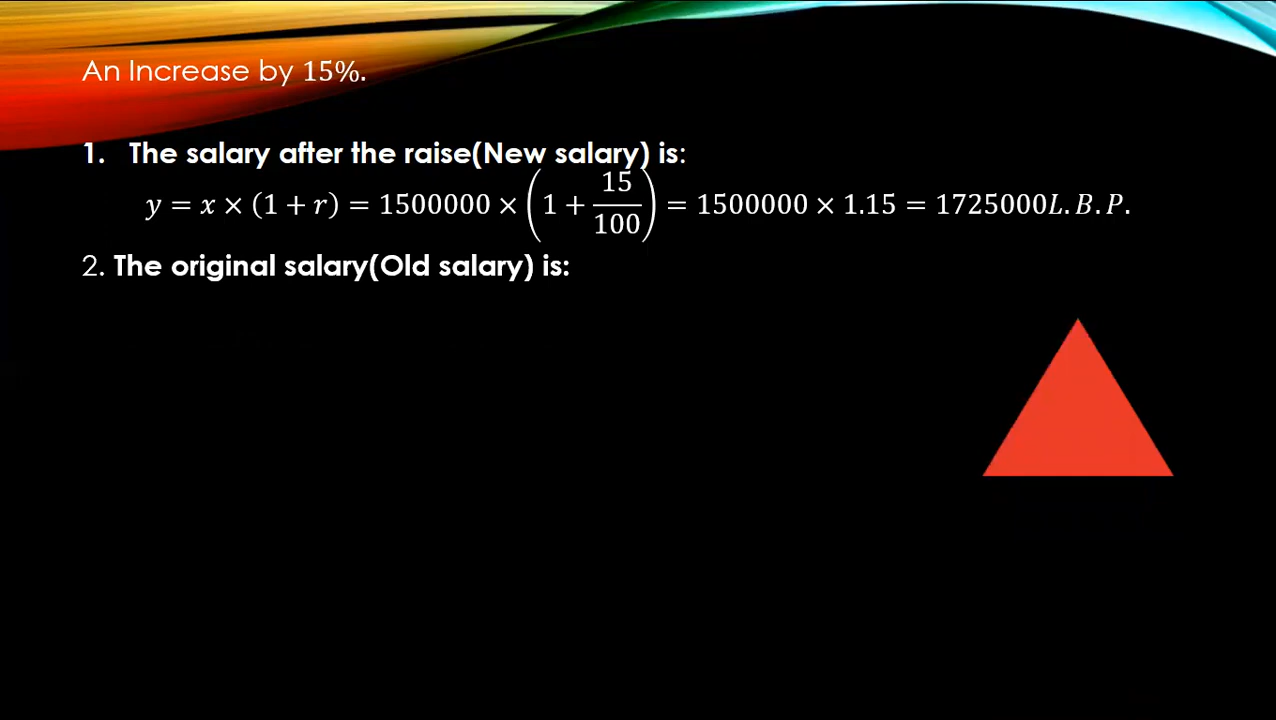 An Increase by 15%.
1. The salary after the raise(New salary) is:
y = x × (1 + r) = 1500000 × (1 + 15/100) = 1500000 × 1.15 = 1725000L.B.P.
2. The original salary(Old salary) is: